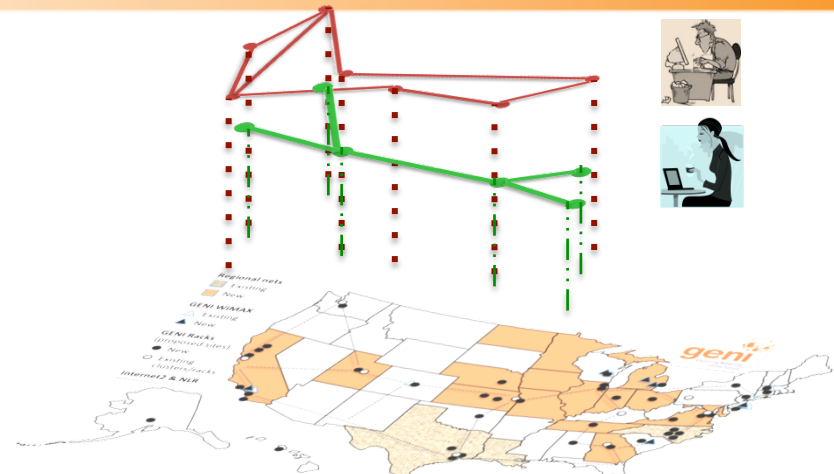 Regional nets
Existing
New
GENI WiMAX
Existing
New
GENI Racks
(proposed sites)
New
Existing
clusters/racks
Internet2 & NLR
geni